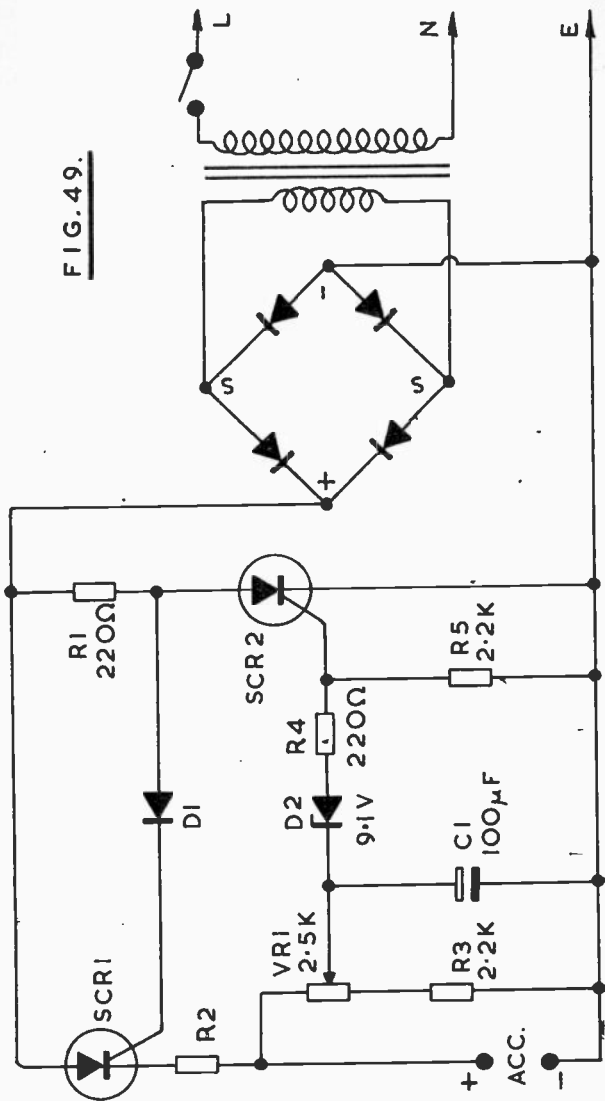 FIG.49.
L
N
E
S
S
-
+
R1
220Ω
SCR2
R4
220Ω
R5
2·2K
D1
D2
9·1V
C1
100μF
SCR1
VR1
2·5K
R2
R3
2·2K
+
ACC.
-